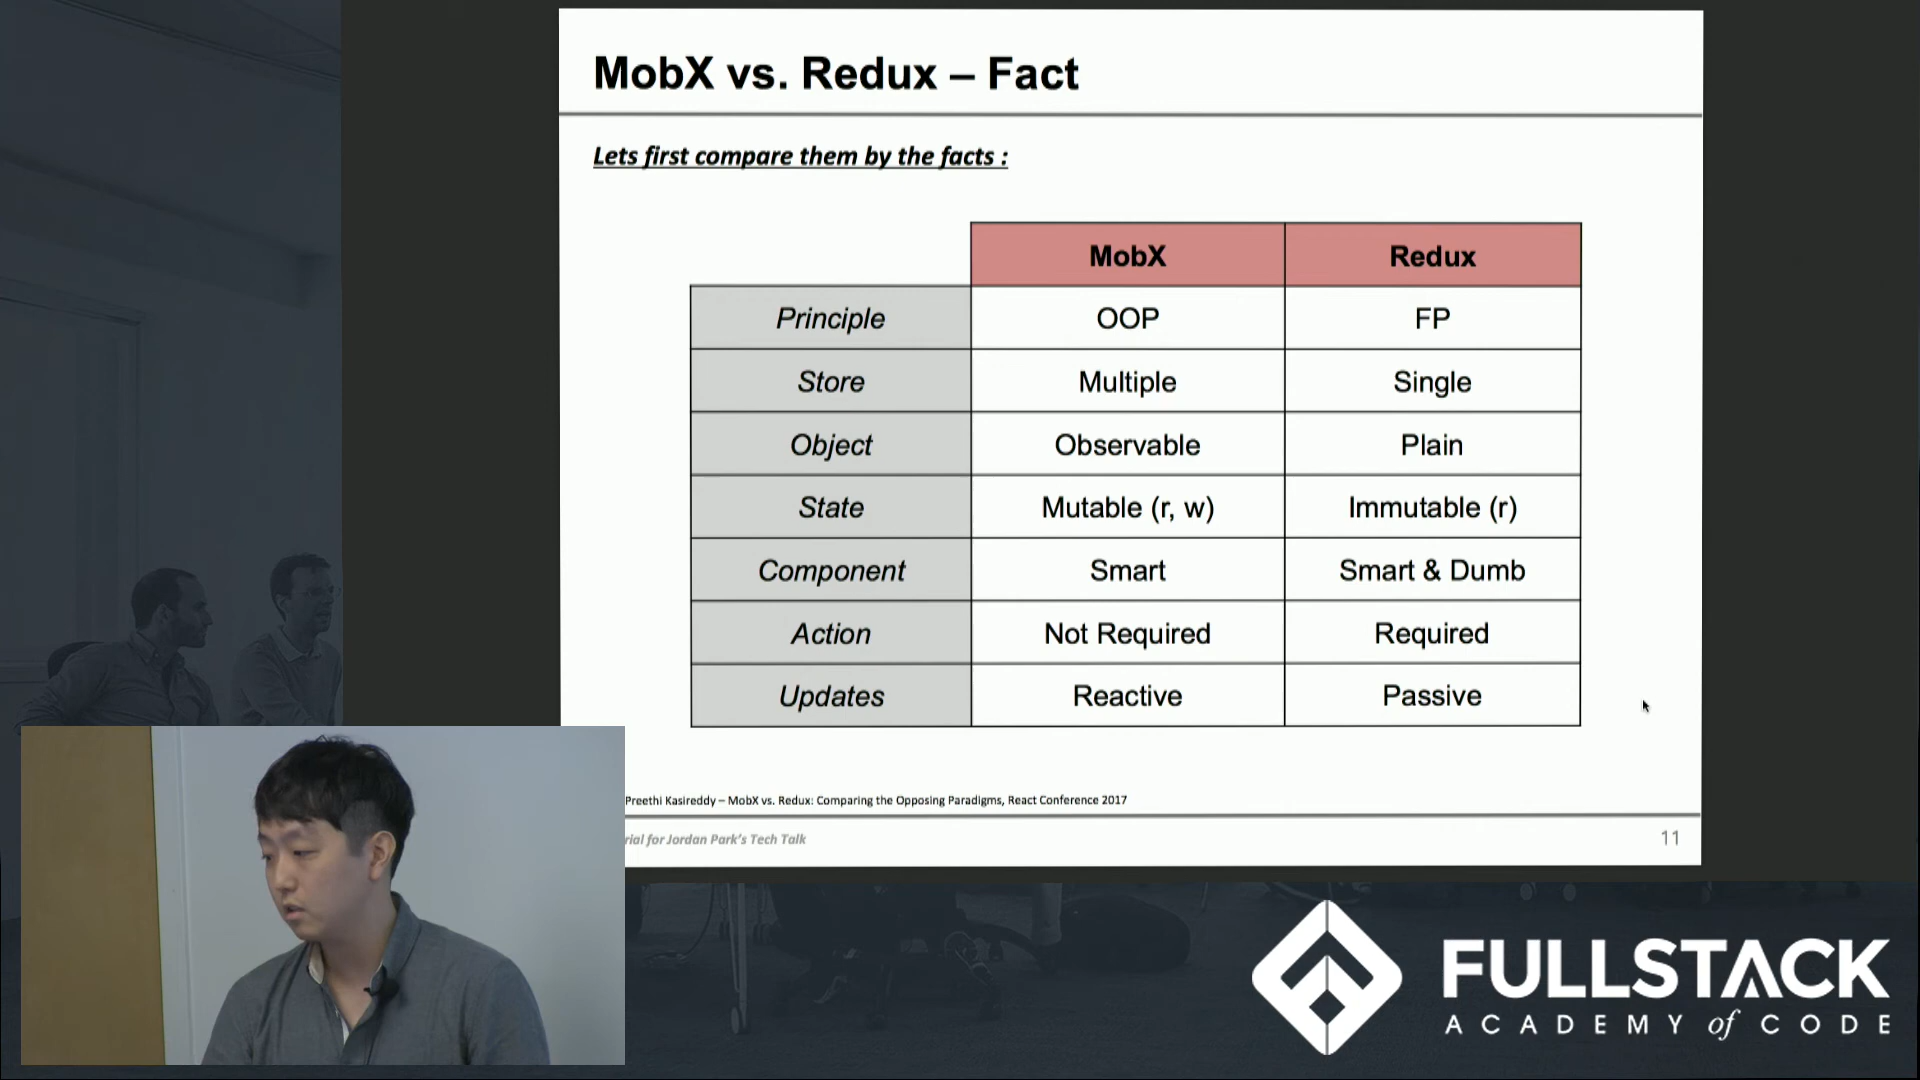 MobX vs. Redux – Fact
Lets first compare them by the facts :
MobX Redux
Principle OOP FP
Store Multiple Single
Object Observable Plain
State Mutable (r, w) Immutable (r)
Component Smart Smart & Dumb
Action Not Required Required
Updates Reactive Passive
Preethi Kasireddy – MobX vs. Redux: Comparing the Opposing Paradigms, React Conference 2017
for Jordan Park's Tech Talk
11
FULLSTACK
ACADEMY of CODE